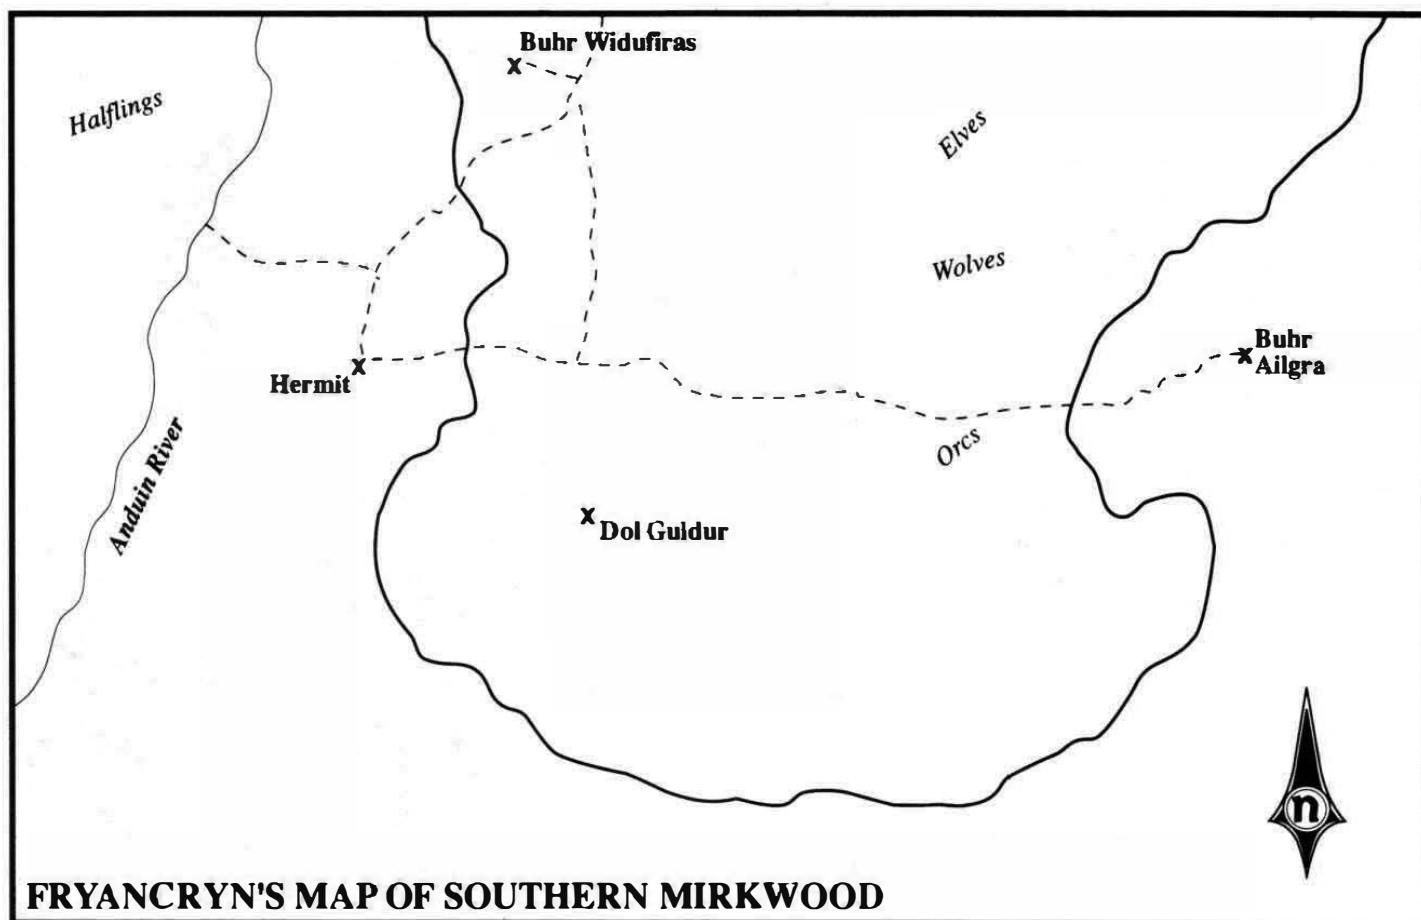 Buhr Widufiras
Halflings
Elves
Wolves
Buhr
Ailgra
Hermit
Orcs
Anduin River
Dol Guldur
n
FRYANCRYN'S MAP OF SOUTHERN MIRKWOOD